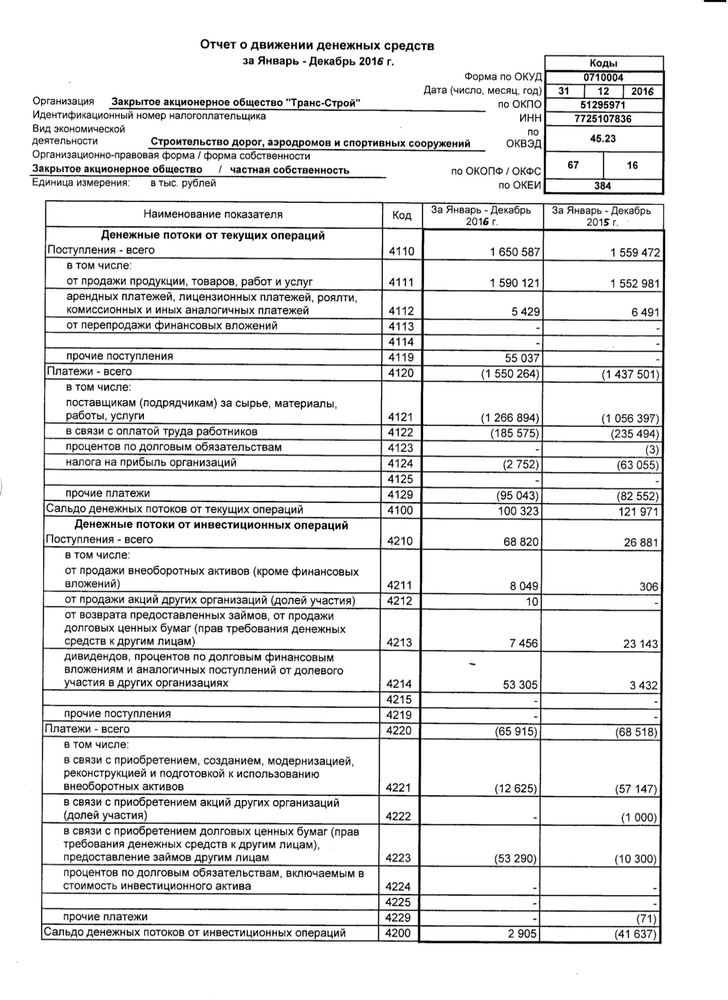 Отчет о движении денежных средств
за Январь - Декабрь 2016 г.
Коды
Форма по ОКУД 0710004
Дата (число, месяц, год) 31 12 2016
Организация Закрытое акционерное общество "Транс-Строй" по ОКПО 51295971
Идентификационный номер налогоплательщика ИНН 7725107836
Вид экономической
деятельности Строительство дорог, аэродромов и спортивных сооружений по
ОКВЭД 45.23
Организационно-правовая форма / форма собственности
Закрытое акционерное общество / частная собственность по ОКОПФ / ОКФС 67 16
Единица измерения: в тыс. рублей по ОКЕИ 384
Наименование показателя Код За Январь - Декабрь
2016 г. За Январь - Декабрь
2015 г.
Денежные потоки от текущих операций
Поступления - всего 4110 1 650 587 1 559 472
в том числе:
от продажи продукции, товаров, работ и услуг 4111 1 590 121 1 552 981
арендных платежей, лицензионных платежей, роялти,
комиссионных и иных аналогичных платежей 4112 5 429 6 491
от перепродажи финансовых вложений 4113 - -
4114 - -
прочие поступления 4119 55 037 -
Платежи - всего 4120 (1 550 264) (1 437 501)
в том числе:
поставщикам (подрядчикам) за сырье, материалы,
работы, услуги 4121 (1 266 894) (1 056 397)
в связи с оплатой труда работников 4122 (185 575) (235 494)
процентов по долговым обязательствам 4123 - (3)
налога на прибыль организаций 4124 (2 752) (63 055)
4125 - -
прочие платежи 4129 (95 043) (82 552)
Сальдо денежных потоков от текущих операций 4100 100 323 121 971
Денежные потоки от инвестиционных операций
Поступления - всего 4210 68 820 26 881
в том числе:
от продажи внеоборотных активов (кроме финансовых
вложений) 4211 8 049 306
от продажи акций других организаций (долей участия) 4212 10 -
от возврата предоставленных займов, от продажи
долговых ценных бумаг (прав требования денежных
средств к другим лицам) 4213 7 456 23 143
дивидендов, процентов по долговым финансовым
вложениям и аналогичных поступлений от долевого
участия в других организациях 4214 53 305 3 432
4215 - -
прочие поступления 4219 - -
Платежи - всего 4220 (65 915) (68 518)
в том числе:
в связи с приобретением, созданием, модернизацией,
реконструкцией и подготовкой к использованию
внеоборотных активов 4221 (12 625) (57 147)
в связи с приобретением акций других организаций
(долей участия) 4222 - (1 000)
в связи с приобретением долговых ценных бумаг (прав
требования денежных средств к другим лицам),
предоставление займов другим лицам 4223 (53 290) (10 300)
процентов по долговым обязательствам, включаемым в
стоимость инвестиционного актива 4224 - -
4225 - -
прочие платежи 4229 - (71)
Сальдо денежных потоков от инвестиционных операций 4200 2 905 (41 637)